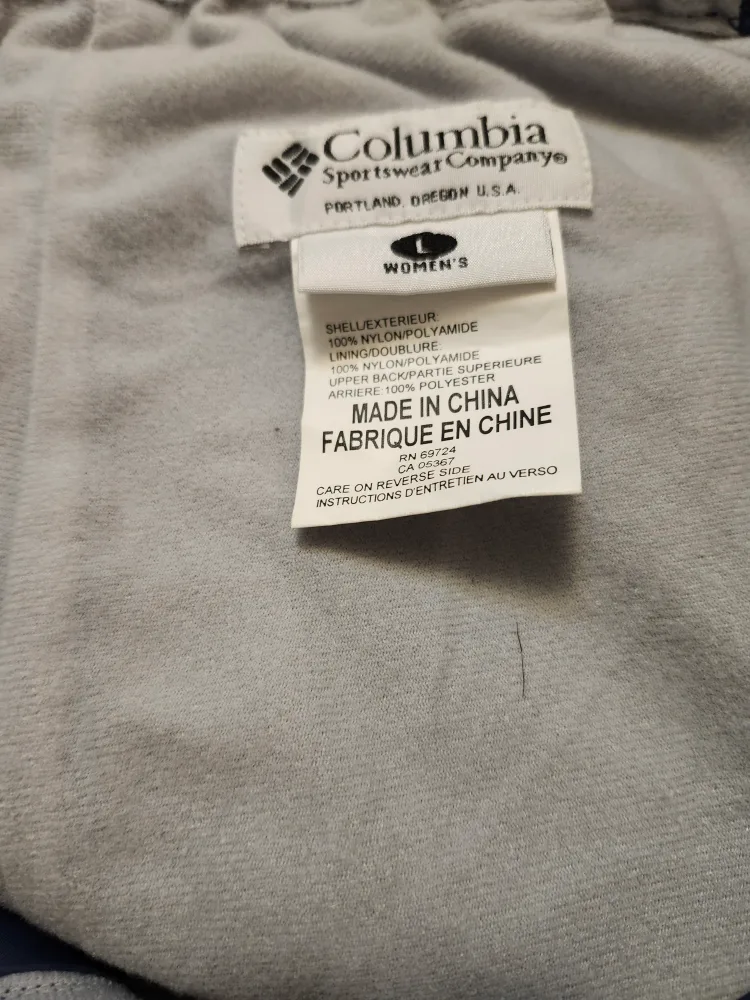 Columbia
Sportswear Company®
PORTLAND, OREGON U.S.A.
L
WOMEN'S
SHELL/EXTERIEUR:
100% NYLON/POLYAMIDE
LINING/DOUBLURE:
100% NYLON/POLYAMIDE
UPPER BACK/PARTIE SUPERIEURE
ARRIERE:100% POLYESTER
MADE IN CHINA
FABRIQUE EN CHINE
RN 69724
CA 05367
CARE ON REVERSE SIDE
INSTRUCTIONS D'ENTRETIEN AU VERSO